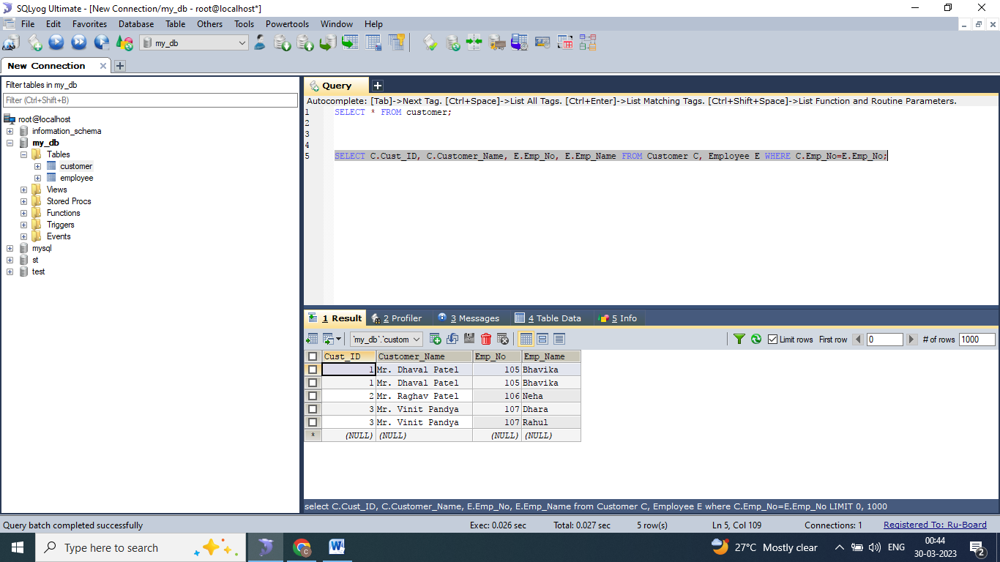 SQLyog Ultimate - [New Connection/my_db - root@localhost*]
File Edit Favorites Database Table Others Tools Powertools Window Help
my_db
New Connection
Filter tables in my_db
Filter (Ctrl+Shift+B)
root@localhost
information_schema
my_db
Tables
customer
employee
Views
Stored Procs
Functions
Triggers
Events
mysql
st
test
Query
Autocomplete: [Tab]->Next Tag. [Ctrl+Space]->List All Tags. [Ctrl+Enter]->List Matching Tags. [Ctrl+Shift+Space]->List Function and Routine Parameters.
1 SELECT * FROM customer;
2
3
4
5 SELECT C.Cust_ID, C.Customer_Name, E.Emp_No, E.Emp_Name FROM Customer C, Employee E WHERE C.Emp_No=E.Emp_No;
1 Result 2 Profiler 3 Messages 4 Table Data 5 Info
`my_db`.`custom Limit rows First row 0 # of rows 1000
Cust_ID Customer_Name Emp_No Emp_Name
1 Mr. Dhaval Patel 105 Bhavika
1 Mr. Dhaval Patel 105 Bhavika
2 Mr. Raghav Patel 106 Neha
3 Mr. Vinit Pandya 107 Dhara
3 Mr. Vinit Pandya 107 Rahul
* (NULL) (NULL) (NULL) (NULL)
select C.Cust_ID, C.Customer_Name, E.Emp_No, E.Emp_Name from Customer C, Employee E where C.Emp_No=E.Emp_No LIMIT 0, 1000
Query batch completed successfully Exec: 0.026 sec Total: 0.027 sec 5 row(s) Ln 5, Col 109 Connections: 1 Registered To: Ru-Board
Type here to search C W 27°C Mostly clear ENG 00:44 2
30-03-2023